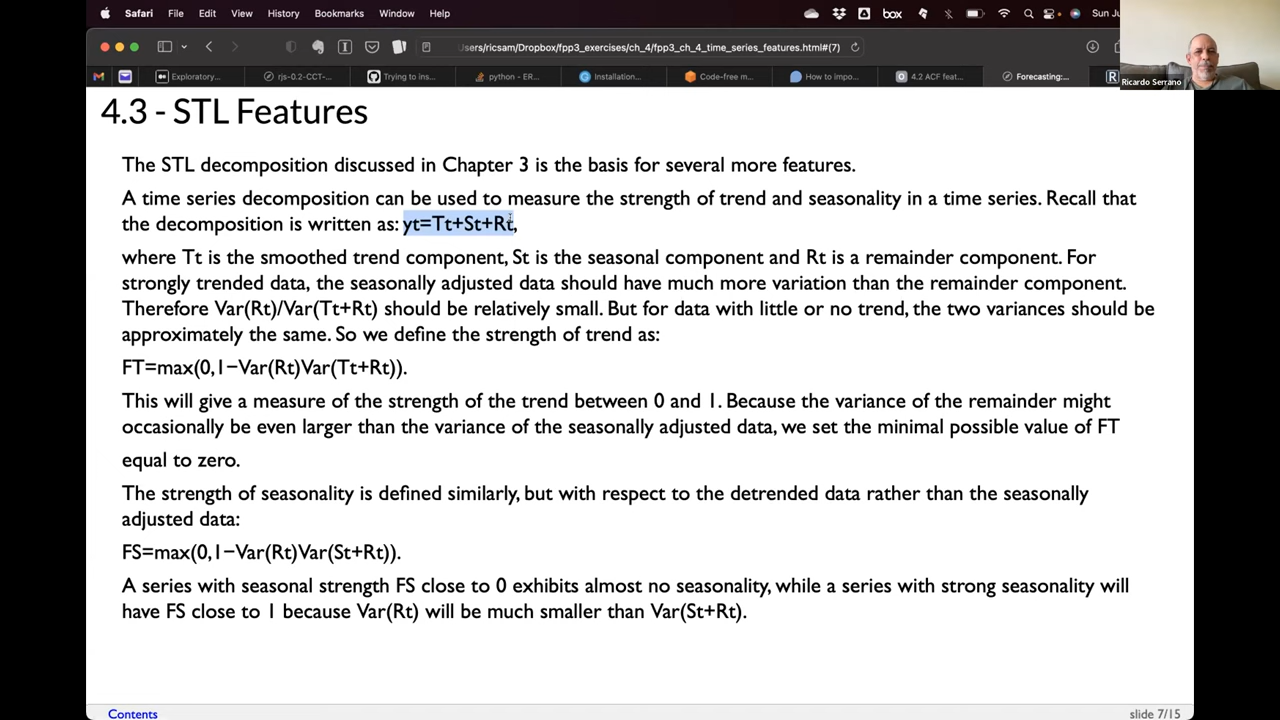 Safari File Edit View History Bookmarks Window Help
box
Sun Ju
Users/ricsam/Dropbox/fpp3_exercises/ch_4/fpp3_ch_4_time_series_features.html#(7)
Exploratory... rjs-0.2-CCT-... Trying to ins... python - ER... Installation... Code-free m... How to impo... 4.2 ACF feat... Forecasting:...
Ricardo Serrano
4.3 - STL Features
The STL decomposition discussed in Chapter 3 is the basis for several more features.
A time series decomposition can be used to measure the strength of trend and seasonality in a time series. Recall that
the decomposition is written as: yt=Tt+St+Rt,
where Tt is the smoothed trend component, St is the seasonal component and Rt is a remainder component. For
strongly trended data, the seasonally adjusted data should have much more variation than the remainder component.
Therefore Var(Rt)/Var(Tt+Rt) should be relatively small. But for data with little or no trend, the two variances should be
approximately the same. So we define the strength of trend as:
FT=max(0,1−Var(Rt)Var(Tt+Rt)).
This will give a measure of the strength of the trend between 0 and 1. Because the variance of the remainder might
occasionally be even larger than the variance of the seasonally adjusted data, we set the minimal possible value of FT
equal to zero.
The strength of seasonality is defined similarly, but with respect to the detrended data rather than the seasonally
adjusted data:
FS=max(0,1−Var(Rt)Var(St+Rt)).
A series with seasonal strength FS close to 0 exhibits almost no seasonality, while a series with strong seasonality will
have FS close to 1 because Var(Rt) will be much smaller than Var(St+Rt).
Contents
slide 7/15